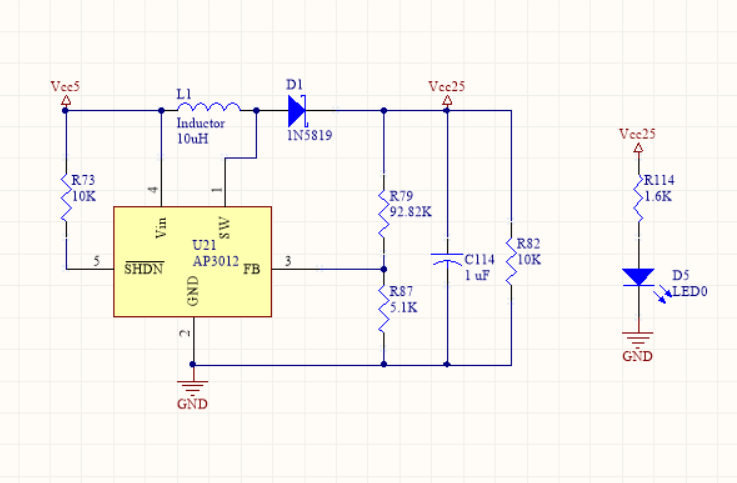 Vcc5
L1
Inductor
10uH
D1
1N5819
Vcc25
Vcc25
R73
10K
4
1
Vin
SW
U21
AP3012
5
SHDN
FB
3
GND
2
GND
R79
92.82K
R87
5.1K
C114
1 uF
R82
10K
R114
1.6K
D5
LED0
GND